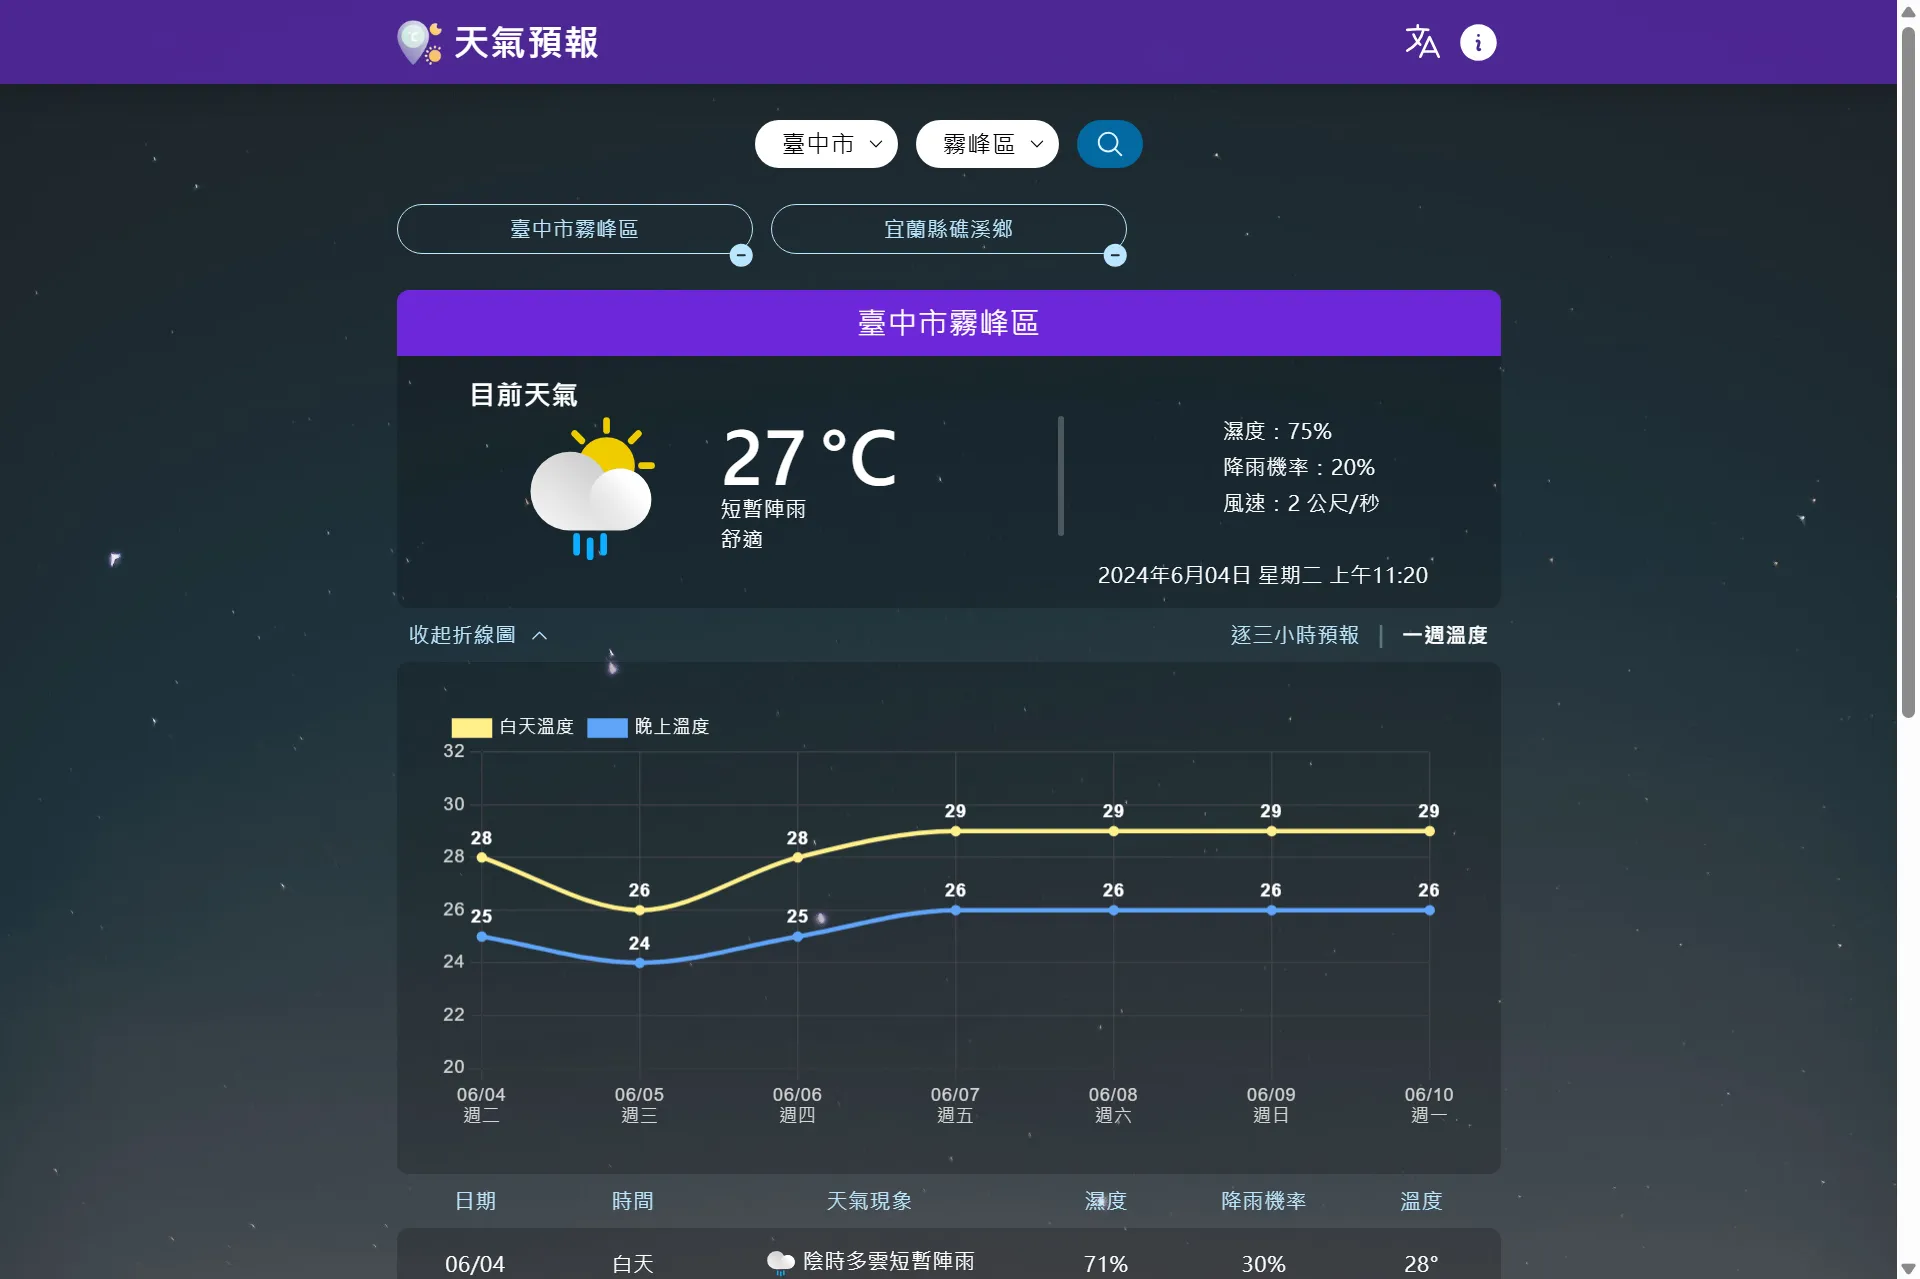 天氣預報
臺中市
霧峰區
臺中市霧峰區
宜蘭縣礁溪鄉
臺中市霧峰區
目前天氣
27 °C
短暫陣雨
舒適
濕度：75%
降雨機率：20%
風速：2 公尺/秒
2024年6月04日 星期二 上午11:20
收起折線圖
逐三小時預報 | 一週溫度
白天溫度 晚上溫度
32
30
28
26
24
22
20
28 26 28 29 29 29 29
25 24 25 26 26 26 26
06/04 06/05 06/06 06/07 06/08 06/09 06/10
週二 週三 週四 週五 週六 週日 週一
日期 時間 天氣現象 濕度 降雨機率 溫度
06/04 白天 陰時多雲短暫陣雨 71% 30% 28°